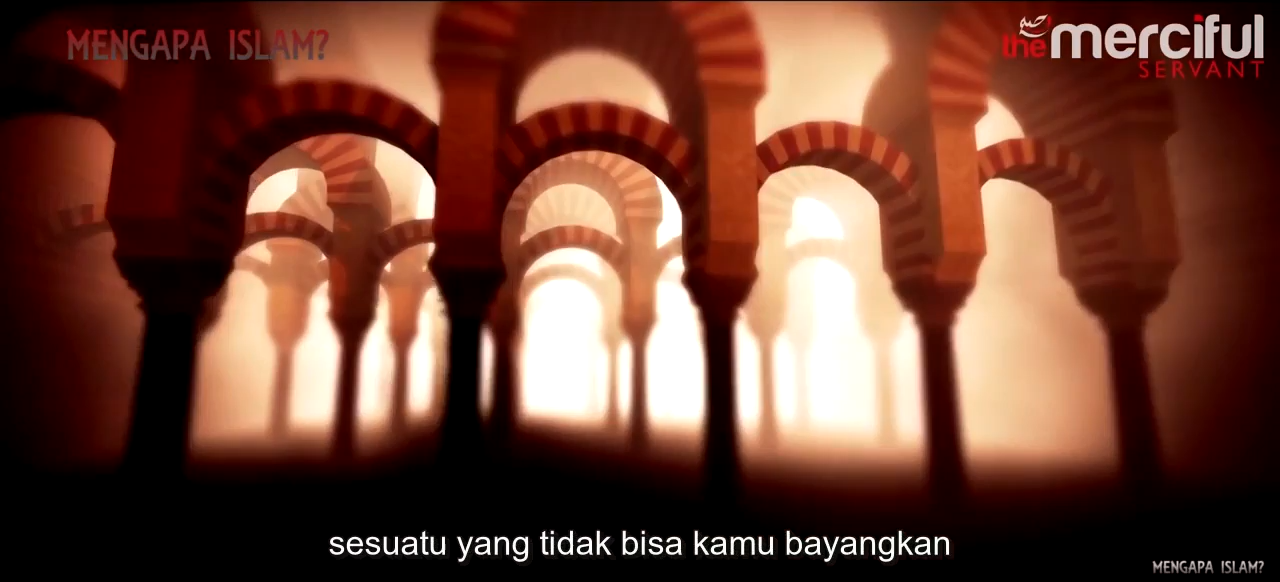 MENGAPA ISLAM?
the merciful
SERVANT
sesuatu yang tidak bisa kamu bayangkan
MENGAPA ISLAM?